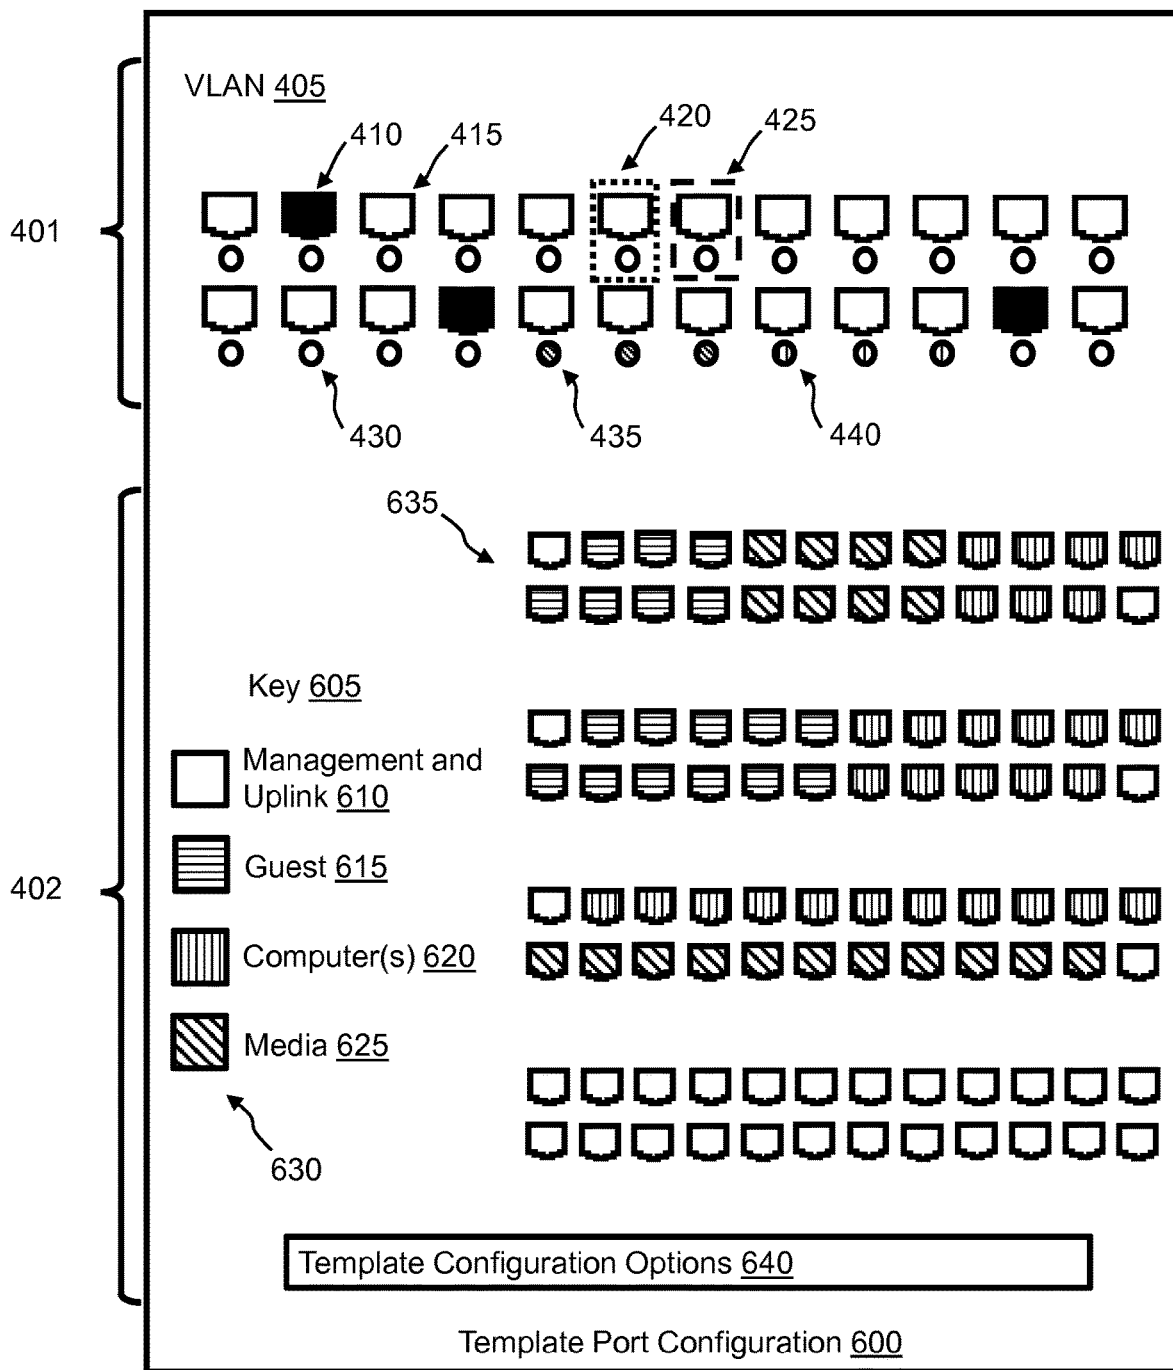 VLAN 405
410
415
420
425
401
430
435
440
635
Key 605
Management and
Uplink 610
Guest 615
402
Computer(s) 620
Media 625
630
Template Configuration Options 640
Template Port Configuration 600